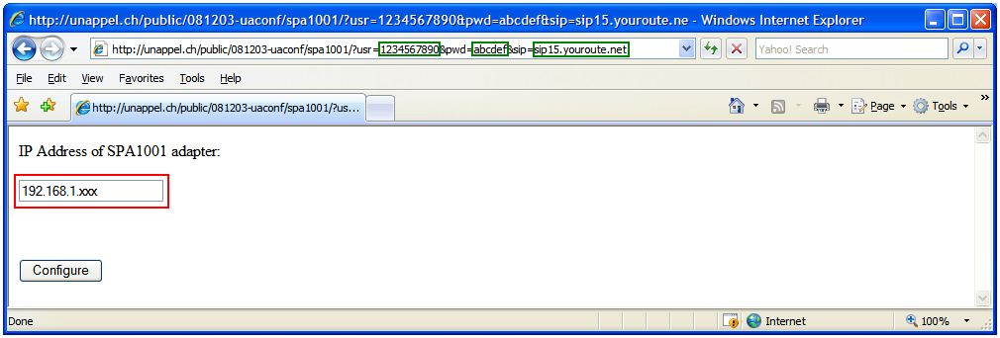 http://unappel.ch/public/081203-uaconf/spa1001/?usr=1234567890&pwd=abcdef&sip=sip15.youroute.ne - Windows Internet Explorer
http://unappel.ch/public/081203-uaconf/spa1001/?usr=1234567890&pwd=abcdef&sip=sip15.youroute.net Yahoo! Search
File Edit View Favorites Tools Help
http://unappel.ch/public/081203-uaconf/spa1001/?us... Page Tools »
IP Address of SPA1001 adapter:
192.168.1.xxx
Configure
Done Internet 100%